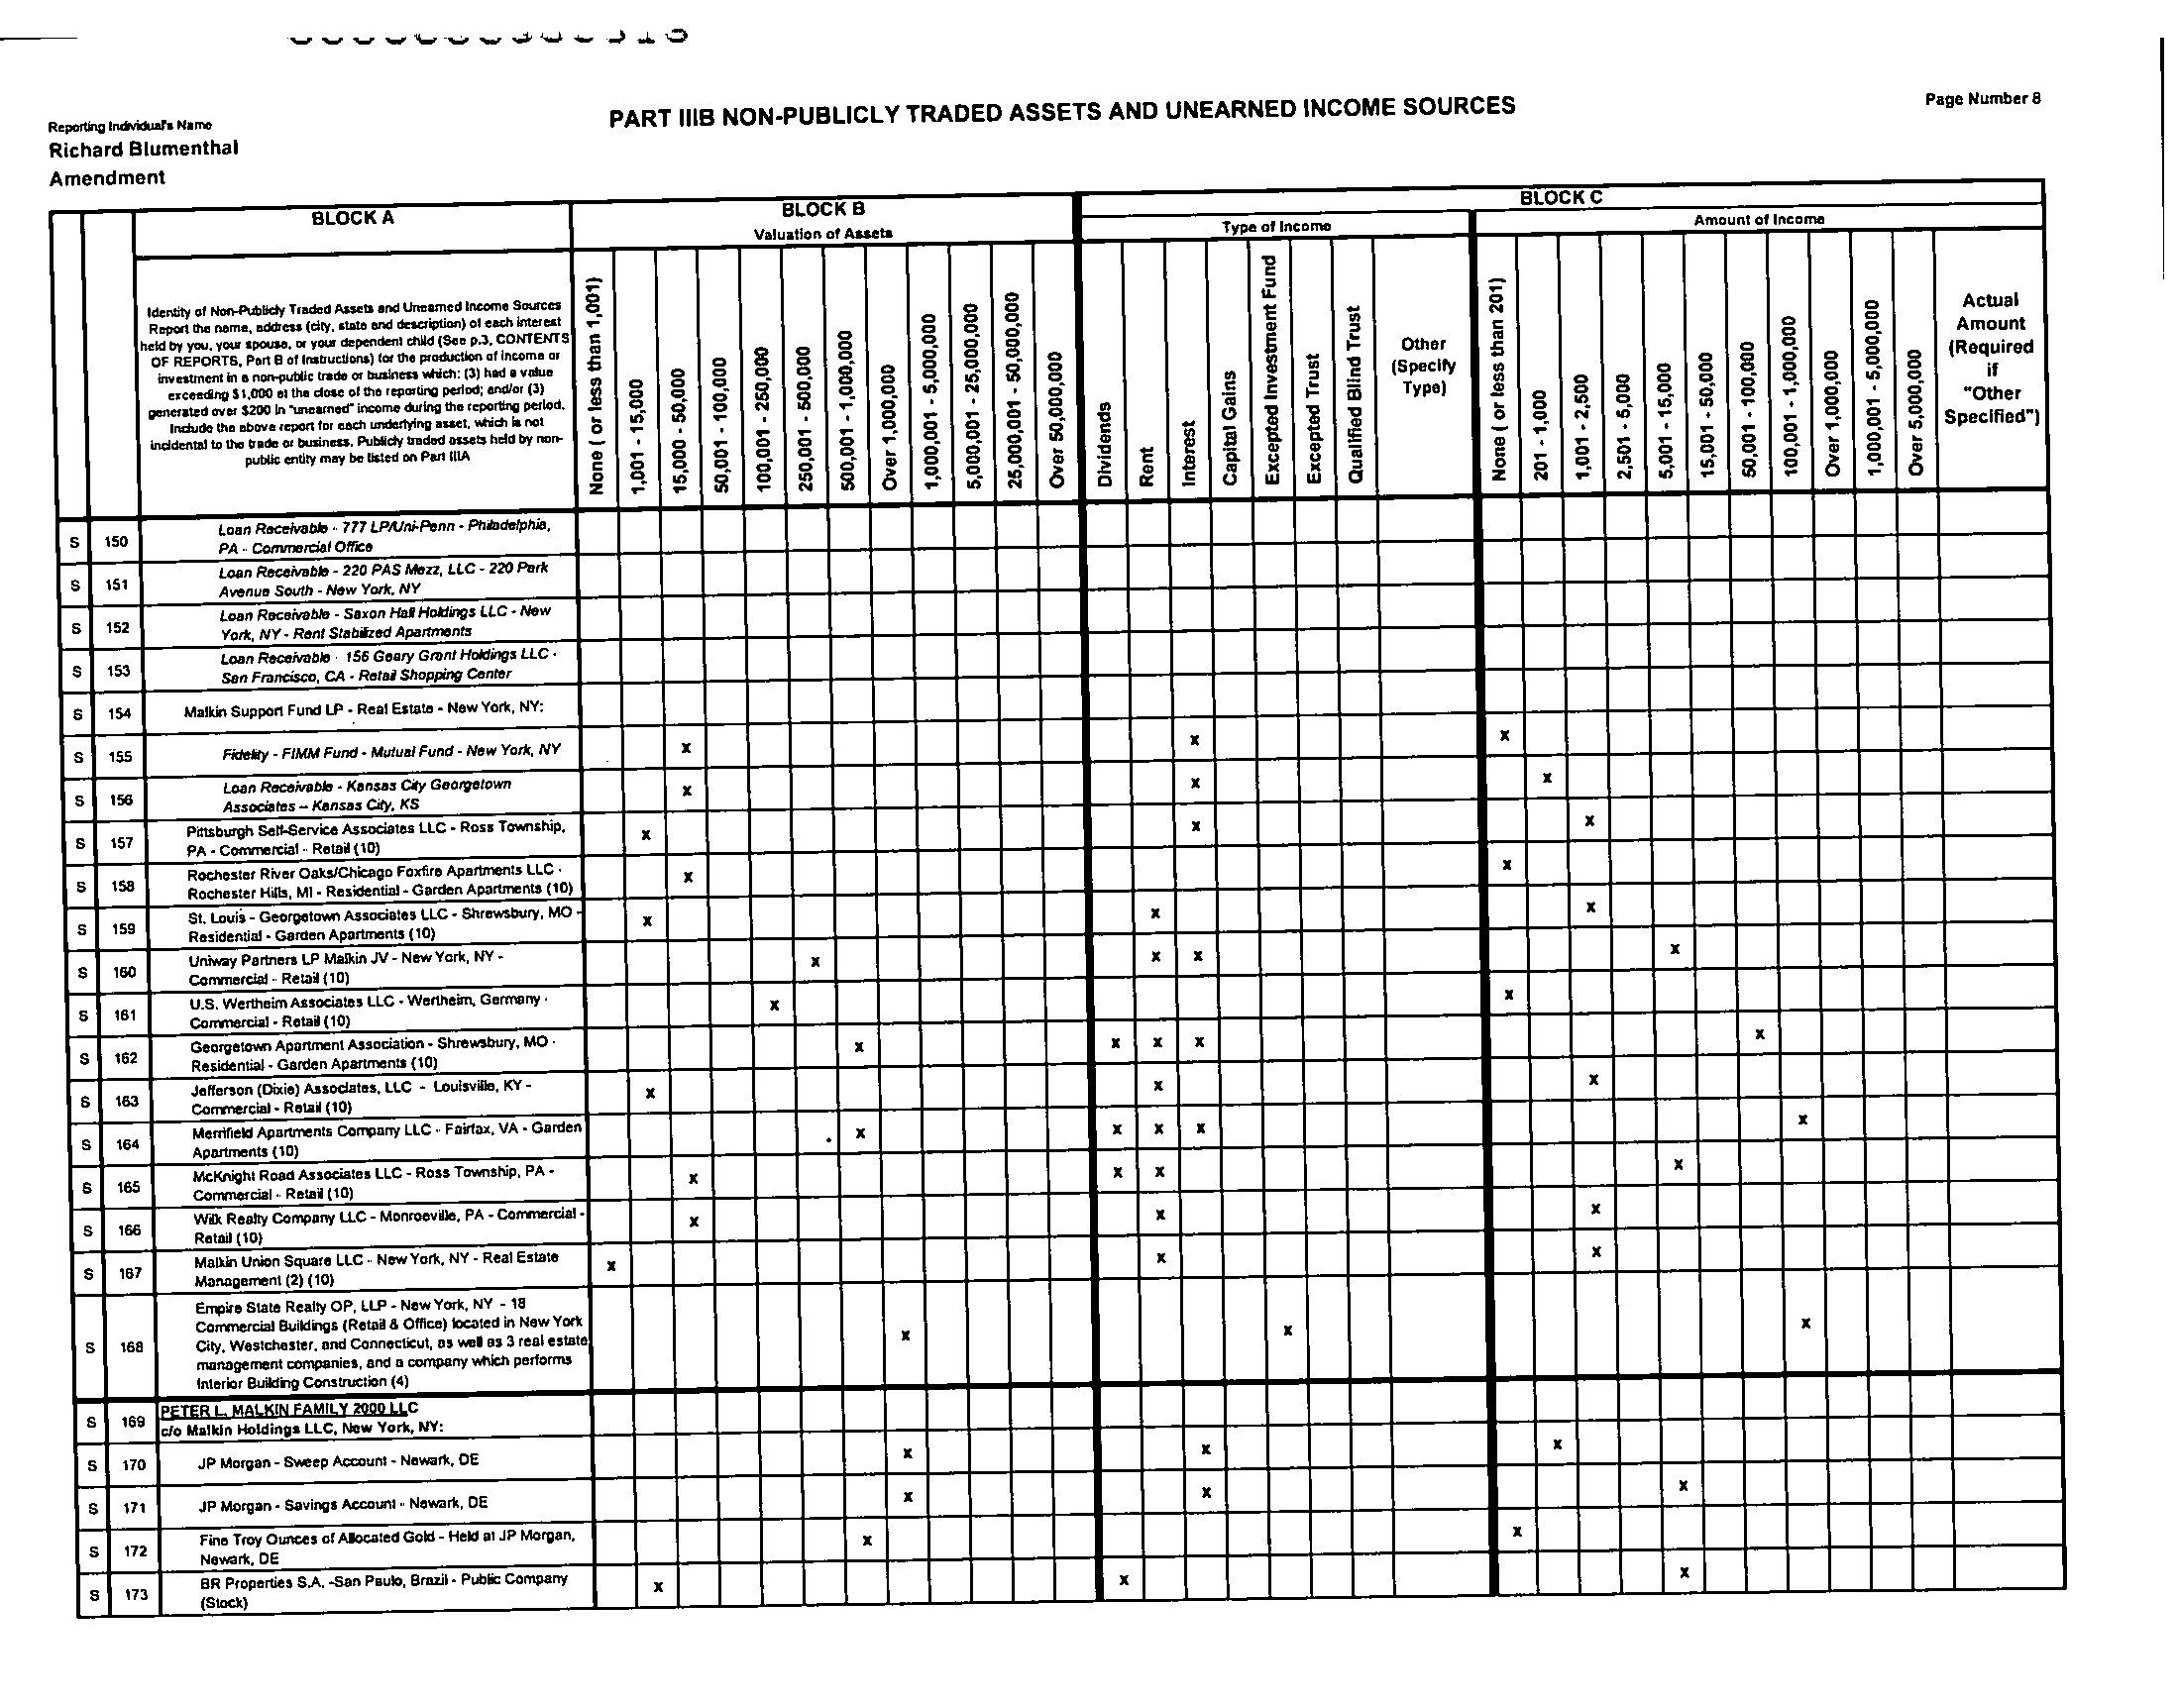 Reporting Individual's Name
Richard Blumenthal
Amendment
PART IIIB NON-PUBLICLY TRADED ASSETS AND UNEARNED INCOME SOURCES
Page Number 8
BLOCK A
BLOCK B
BLOCK C
Valuation of Assets
Type of Income
Amount of Income
Identity of Non-Publicly Traded Assets and Unearned Income Sources
Report the name, address (city, state and description) of each interest
held by you, your spouse, or your dependent child (See p.3, CONTENTS
OF REPORTS, Part B of Instructions) for the production of income or
investment in a non-public trade or business which: (3) had a value
exceeding $1,000 at the close of the reporting period; and/or (3)
generated over $200 in "unearned" income during the reporting period.
Include the above report for each underlying asset, which is not
incidental to the trade or business. Publicly traded assets held by non-
public entity may be listed on Part IIIA
None ( or less than 1,001)
1,001 - 15,000
15,000 - 50,000
50,001 - 100,000
100,001 - 250,000
250,001 - 500,000
500,001 - 1,000,000
Over 1,000,000
1,000,001 - 5,000,000
5,000,001 - 25,000,000
25,000,001 - 50,000,000
Over 50,000,000
Dividends
Rent
Interest
Capital Gains
Excepted Investment Fund
Excepted Trust
Qualified Blind Trust
Other
(Specify
Type)
None ( or less than 201)
201 - 1,000
1,001 - 2,500
2,501 - 5,000
5,001 - 15,000
15,001 - 50,000
50,001 - 100,000
100,001 - 1,000,000
Over 1,000,000
1,000,001 - 5,000,000
Over 5,000,000
Actual
Amount
(Required
if
"Other
Specified")
S 150 Loan Receivable - 777 LP/Uni-Penn - Philadelphia,
PA - Commercial Office
S 151 Loan Receivable - 220 PAS Mezz, LLC - 220 Park
Avenue South - New York, NY
S 152 Loan Receivable - Saxon Hall Holdings LLC - New
York, NY - Rent Stabilized Apartments
S 153 Loan Receivable - 156 Geary Grant Holdings LLC -
San Francisco, CA - Retail Shopping Center
S 154 Malkin Support Fund LP - Real Estate - New York, NY:
S 155 Fidelity - FIMM Fund - Mutual Fund - New York, NY x x x
S 156 Loan Receivable - Kansas City Georgetown
Associates – Kansas City, KS x x x
S 157 Pittsburgh Self-Service Associates LLC - Ross Township,
PA - Commercial - Retail (10) x x x
S 158 Rochester River Oaks/Chicago Foxfire Apartments LLC -
Rochester Hills, MI - Residential - Garden Apartments (10) x x
S 159 St. Louis - Georgetown Associates LLC - Shrewsbury, MO -
Residential - Garden Apartments (10) x x x
S 160 Uniway Partners LP Malkin JV - New York, NY -
Commercial - Retail (10) x x x x
S 161 U.S. Wertheim Associates LLC - Wertheim, Germany -
Commercial - Retail (10) x x
S 162 Georgetown Apartment Association - Shrewsbury, MO -
Residential - Garden Apartments (10) x x x x x
S 163 Jefferson (Dixie) Associates, LLC - Louisville, KY -
Commercial - Retail (10) x x x
S 164 Merrifield Apartments Company LLC - Fairfax, VA - Garden
Apartments (10) x x x x x
S 165 McKnight Road Associates LLC - Ross Township, PA -
Commercial - Retail (10) x x x x
S 166 Wilk Realty Company LLC - Monroeville, PA - Commercial -
Retail (10) x x x
S 167 Malkin Union Square LLC - New York, NY - Real Estate
Management (2) (10) x x x
S 168 Empire State Realty OP, LLP - New York, NY - 18
Commercial Buildings (Retail & Office) located in New York
City, Westchester, and Connecticut, as well as 3 real estate
management companies, and a company which performs
Interior Building Construction (4) x x x
S 169 PETER L. MALKIN FAMILY 2000 LLC
c/o Malkin Holdings LLC, New York, NY:
S 170 JP Morgan - Sweep Account - Newark, DE x x x
S 171 JP Morgan - Savings Account - Newark, DE x x x
S 172 Fine Troy Ounces of Allocated Gold - Held at JP Morgan,
Newark, DE x x
S 173 BR Properties S.A. -San Paulo, Brazil - Public Company
(Stock) x x x